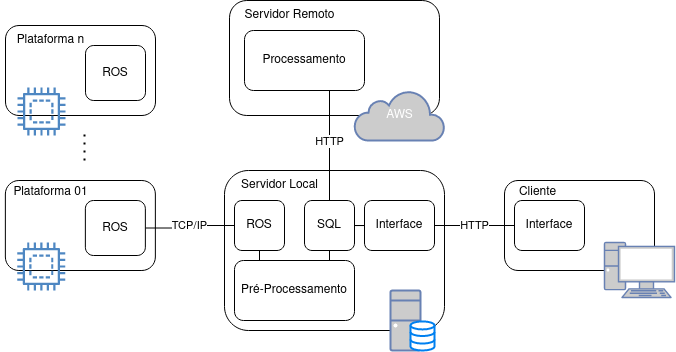 Plataforma n
ROS
Servidor Remoto
Processamento
AWS
HTTP
Plataforma 01
ROS
TCP/IP
Servidor Local
ROS
SQL
Interface
Pré-Processamento
HTTP
Cliente
Interface